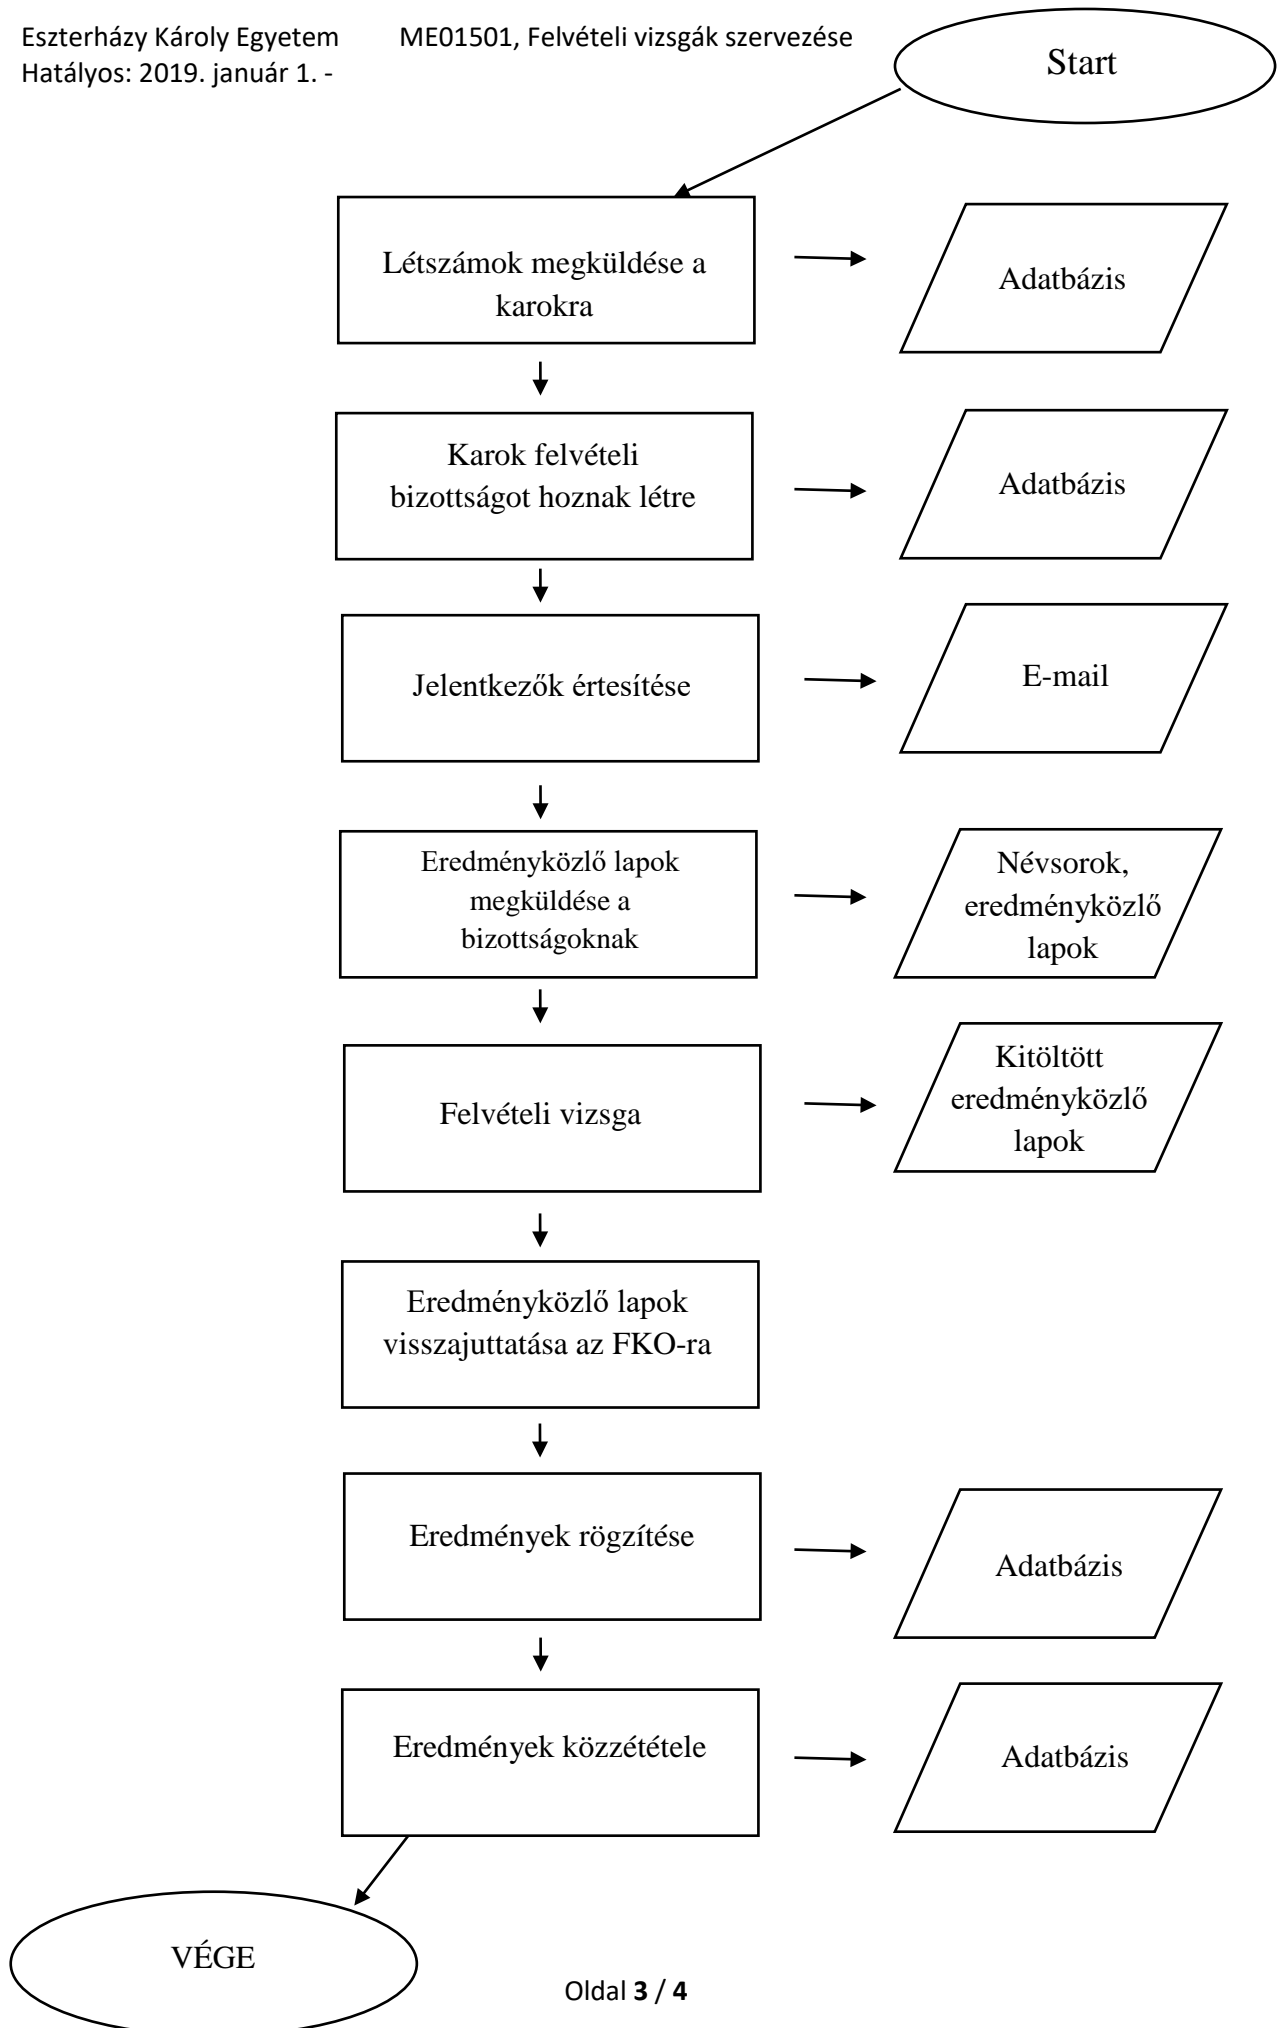 Eszterházy Károly Egyetem ME01501, Felvételi vizsgák szervezése
Hatályos: 2019. január 1. -
Start
Létszámok megküldése a
karokra
Adatbázis
Karok felvételi
bizottságot hoznak létre
Adatbázis
Jelentkezők értesítése
E-mail
Eredményközlő lapok
megküldése a
bizottságoknak
Névsorok,
eredményközlő
lapok
Felvételi vizsga
Kitöltött
eredményközlő
lapok
Eredményközlő lapok
visszajuttatása az FKO-ra
Eredmények rögzítése
Adatbázis
Eredmények közzététele
Adatbázis
VÉGE
Oldal 3 / 4